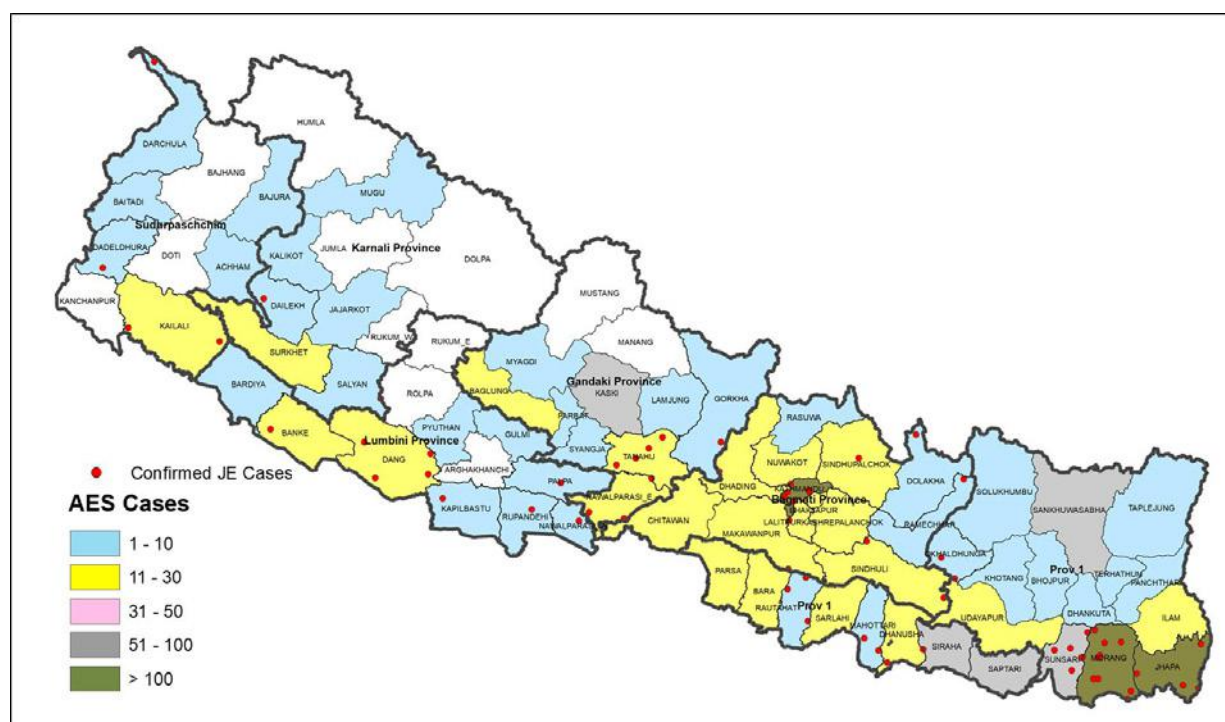 HUMLA
DARCHULA
BAJHANG
BAJURA
MUGU
BAITADI
Sudurpaschchim
DADELDHURA
DOTI
ACHHAM
KALIKOT
JUMLA
Karnali Province
DOLPA
KANCHANPUR
DAILEKH
JAJARKOT
MUSTANG
KAILALI
SURKHET
RUKUM_W
RUKUM_E
MANANG
BARDIYA
SALYAN
ROLPA
MYAGDI
BAGLUNG
Gandaki Province
KASKI
LAMJUNG
GORKHA
PARBAT
RASUWA
BANKE
Lumbini Province
DANG
PYUTHAN
GULMI
SYANGJA
TANAHU
ARGHAKHANCHI
NUWAKOT
SINDHUPALCHOK
DHADING
DOLAKHA
SOLUKHUMBU
SANKHUWASABHA
TAPLEJUNG
PALPA
NAWALPARASI_E
KATHMANDU
Bagmati Province
BHAKTAPUR
KAPILBASTU
RUPANDEHI
CHITAWAN
MAKAWANPUR
RAMECHHAP
SINDHULI
KHOTANG
BHOJPUR
Prov 1
TERHATHUN
PANCHTHAR
DHANKUTA
PARSA
BARA
RAUTAHAT
Prov 1
SARLAHI
MAHOTTARI
DHANUSHA
SIRAHA
SAPTARI
UDAYAPUR
SUNSARI
MORANG
JHAPA
ILAM
Confirmed JE Cases
AES Cases
1 - 10
11 - 30
31 - 50
51 - 100
> 100